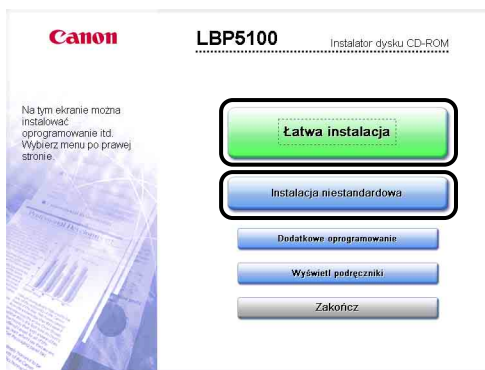 Canon
LBP5100
Instalator dysku CD-ROM
Na tym ekranie można
instalować
oprogramowanie itd.
Wybierz menu po prawej
stronie.
Łatwa instalacja
Instalacja niestandardowa
Dodatkowe oprogramowanie
Wyświetl podręczniki
Zakończ